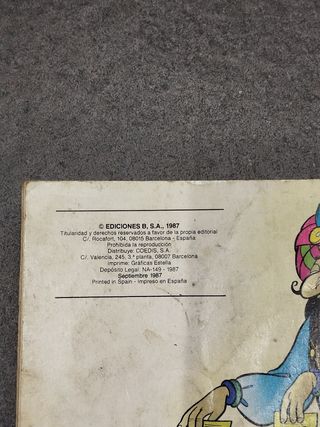 © EDICIONES B, S.A., 1987
Titularidad y derechos reservados a favor de la propia editorial
C/. Rocafort, 104, 08015 Barcelona - España
Prohibida la reproducción
Distribuye: COEDIS, S.A.
C/. Valencia, 245, 3.ª planta, 08007 Barcelona
Imprime: Gráficas Estella
Depósito Legal: NA-149 - 1987
Septiembre 1987
Printed in Spain - Impreso en España